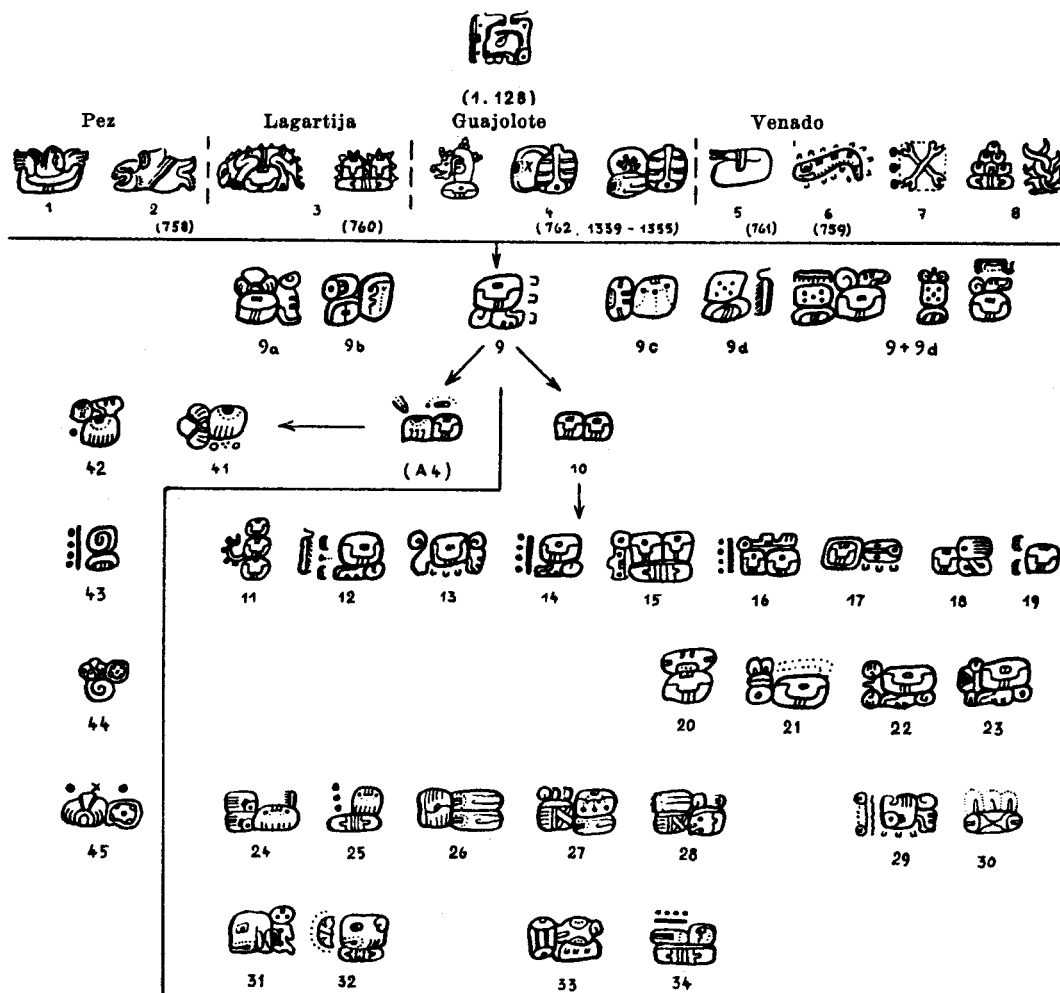 (1.128)
Pez Lagartija Guajolote Venado
1 2 3 4 5 6 7 8
(758) (760) (762, 1339 - 1355) (761) (759)
9a 9b 9 9c 9d 9 + 9d
42 41 (A4) 10
43 11 12 13 14 15 16 17 18 19
44 20 21 22 23
45 24 25 26 27 28 29 30
31 32 33 34